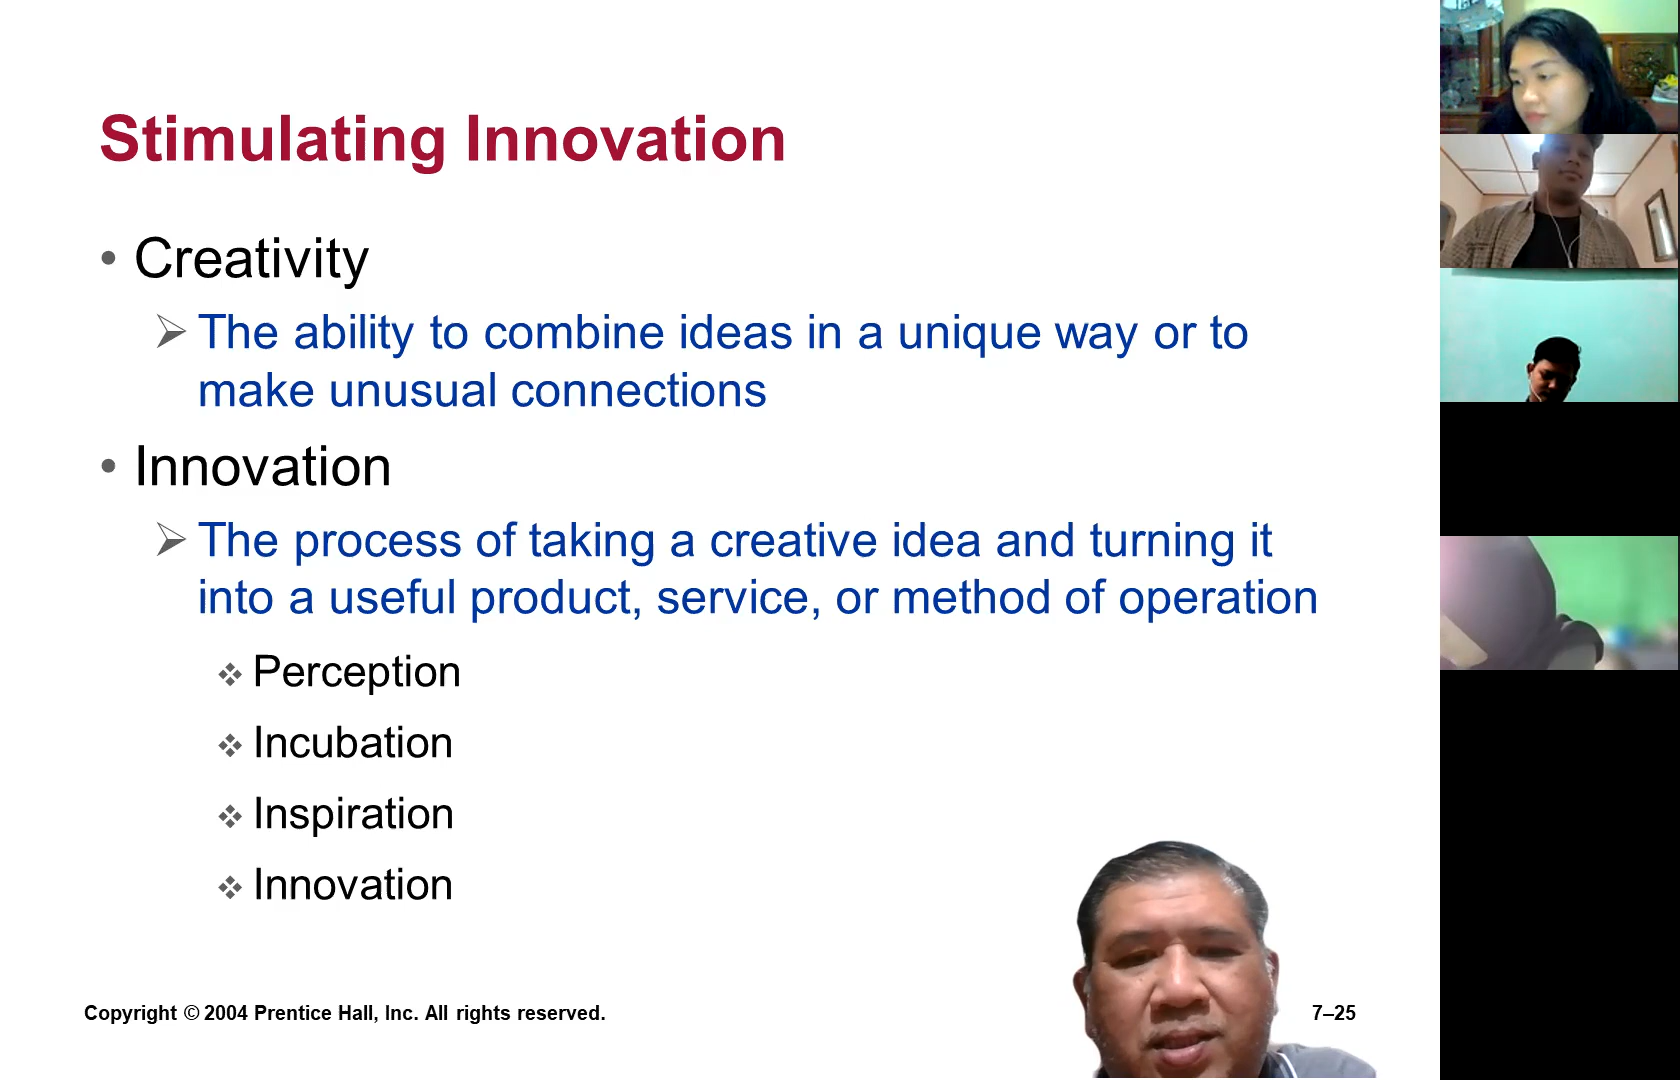 Stimulating Innovation
• Creativity
➢ The ability to combine ideas in a unique way or to
make unusual connections
• Innovation
➢ The process of taking a creative idea and turning it
into a useful product, service, or method of operation
❖ Perception
❖ Incubation
❖ Inspiration
❖ Innovation
Copyright © 2004 Prentice Hall, Inc. All rights reserved.
7–25